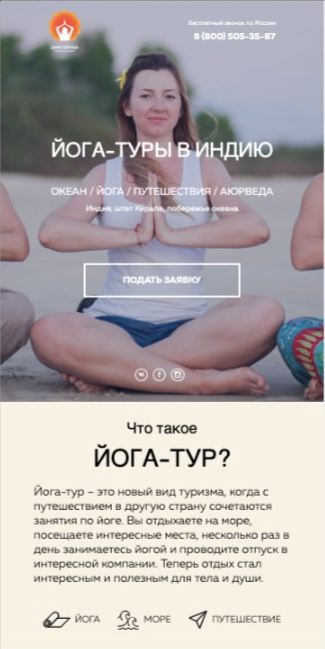 бесплатный звонок по России
8 (800) 505-35-87
ЙОГА-ТУРЫ В ИНДИЮ
ОКЕАН / ЙОГА / ПУТЕШЕСТВИЯ / АЮРВЕДА
Индия, штат Керала, побережье океана
ПОДАТЬ ЗАЯВКУ
Что такое
ЙОГА-ТУР?
Йога-тур – это новый вид туризма, когда с
путешествием в другую страну сочетаются
занятия по йоге. Вы отдыхаете на море,
посещаете интересные места, несколько раз в
день занимаетесь йогой и проводите отпуск в
интересной компании. Теперь отдых стал
интересным и полезным для тела и души.
ЙОГА МОРЕ ПУТЕШЕСТВИЕ